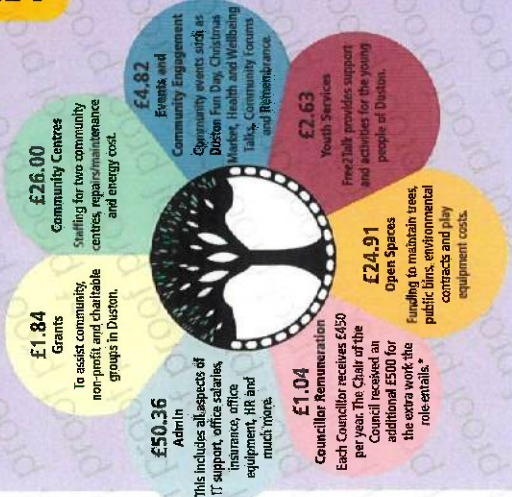 £1.84
Grants
To assist community,
non-profit and charitable
groups in Duston.
£26.00
Community Centres
Staffing for two community
centres, repairs/maintenance
and energy cost.
£4.82
Events and
Community Engagement
Community events such as
Duston Fun Day, Christmas
Market, Health and Wellbeing
Talks, Community Forums
and Remembrance.
£2.63
Youth Services
Free2Talk provides support
and activities for the young
people of Duston.
£24.91
Open Spaces
Funding to maintain trees,
public bins, environmental
contracts and play
equipment costs.
£1.04
Councillor Remuneration
Each Councillor receives £450
per year. The Chair of the
Council received an
additional £500 for
the extra work the
role entails.*
£50.36
Admin
This includes all aspects of
IT support, office salaries,
insurance, office
equipment, HR and
much more.